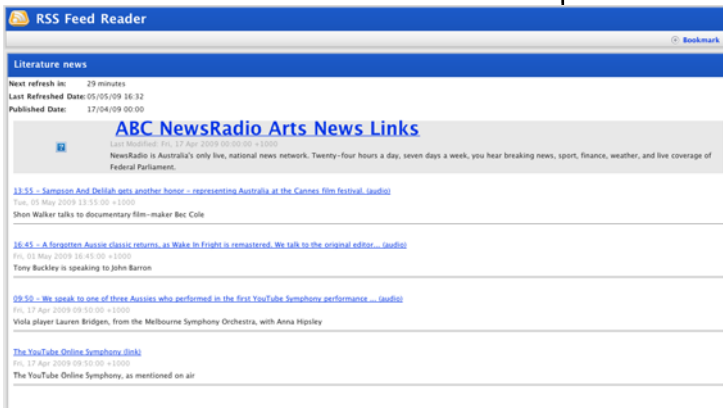 RSS Feed Reader
Bookmark
Literature news
Next refresh in: 29 minutes
Last Refreshed Date: 05/05/09 16:32
Published Date: 17/04/09 00:00
ABC NewsRadio Arts News Links
Last Modified: Fri, 17 Apr 2009 00:00:00 +1000
NewsRadio is Australia's only live, national news network. Twenty-four hours a day, seven days a week, you hear breaking news, sport, finance, weather, and live coverage of
Federal Parliament.
13:55 - Sampson And Delilah gets another honor - representing Australia at the Cannes film festival. (audio)
Tue, 05 May 2009 13:55:00 +1000
Shon Walker talks to documentary film-maker Bec Cole
16:45 - A forgotten Aussie classic returns, as Wake In Fright is remastered. We talk to the original editor... (audio)
Fri, 01 May 2009 16:45:00 +1000
Tony Buckley is speaking to John Barron
09:50 - We speak to one of three Aussies who performed in the first YouTube Symphony performance ... (audio)
Fri, 17 Apr 2009 09:50:00 +1000
Viola player Lauren Bridgen, from the Melbourne Symphony Orchestra, with Anna Hipsley
The YouTube Online Symphony (link)
Fri, 17 Apr 2009 09:50:00 +1000
The YouTube Online Symphony, as mentioned on air